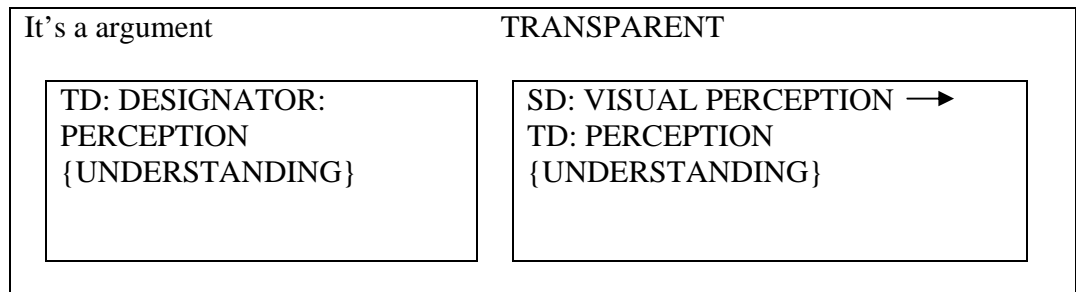 It’s a argument TRANSPARENT
TD: DESIGNATOR:
PERCEPTION
{UNDERSTANDING}
SD: VISUAL PERCEPTION →
TD: PERCEPTION
{UNDERSTANDING}